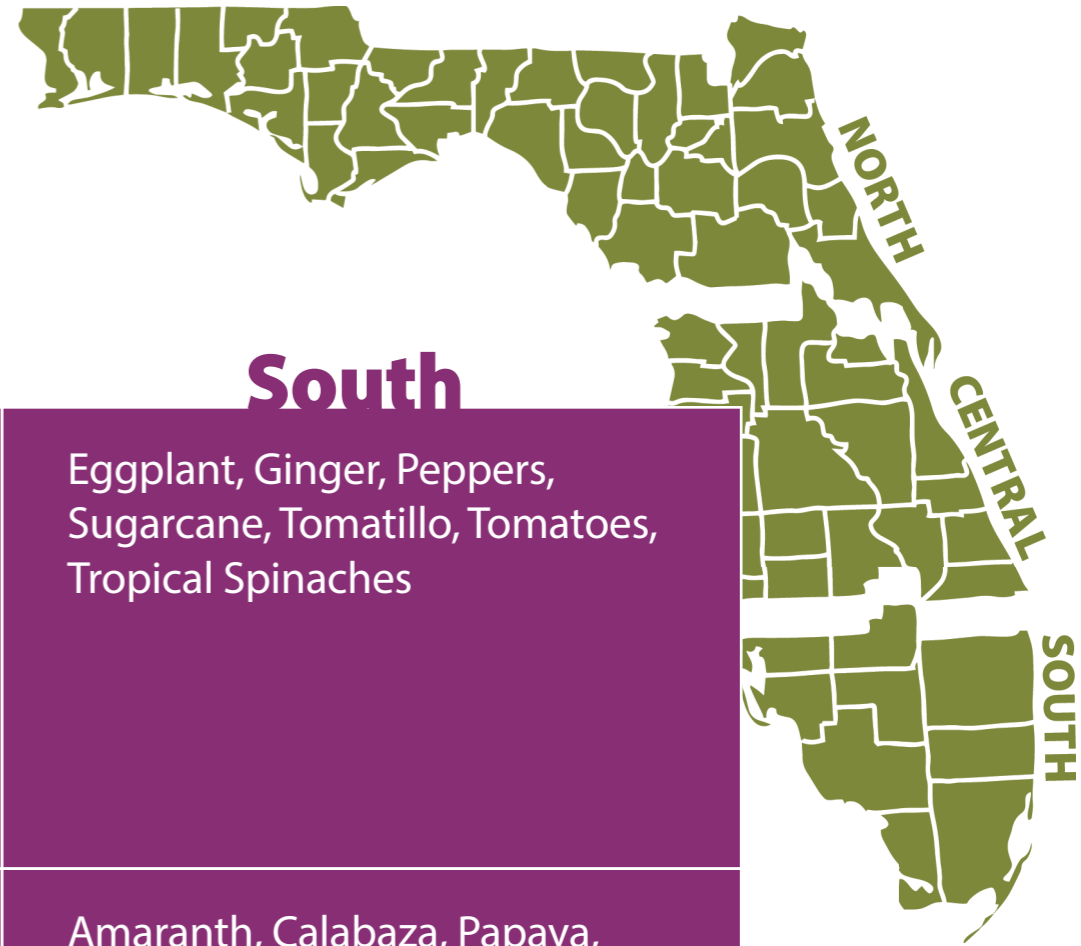 NORTH
South
CENTRAL
Eggplant, Ginger, Peppers,
Sugarcane, Tomatillo, Tomatoes,
Tropical Spinaches
SOUTH
Amaranth, Calabaza, Papaya,